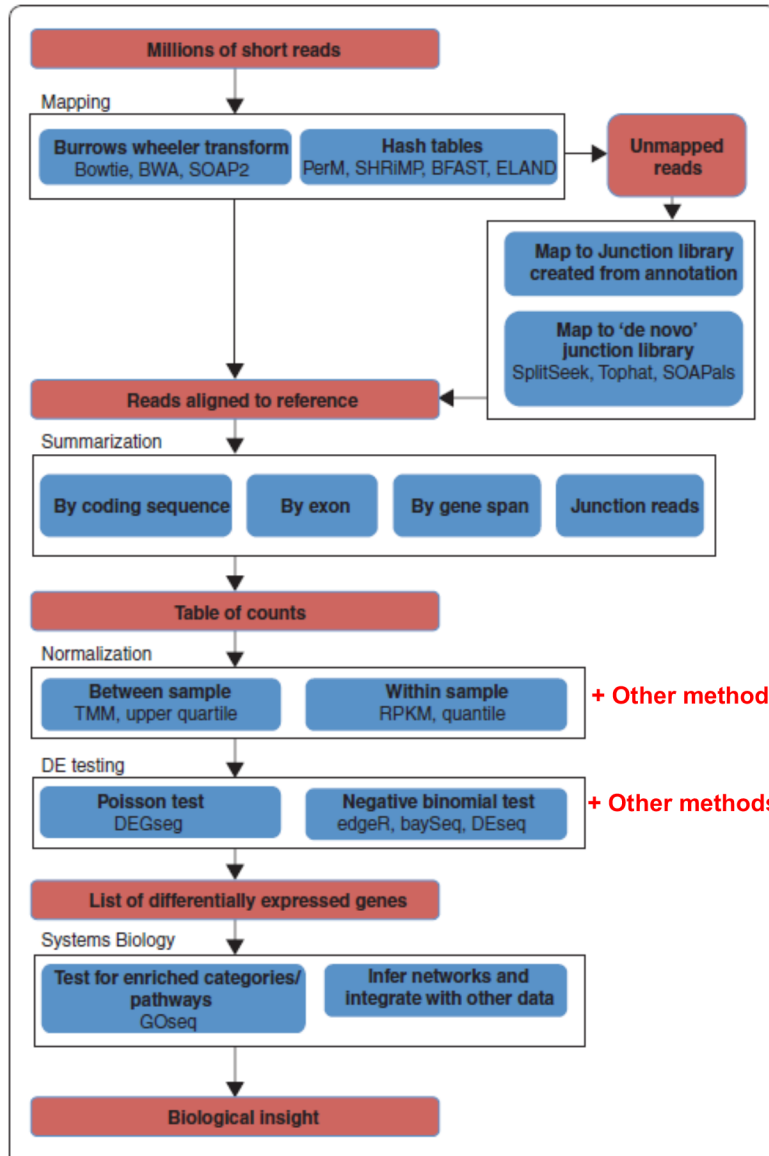 Millions of short reads
Mapping
Burrows wheeler transform
Bowtie, BWA, SOAP2
Hash tables
PerM, SHRiMP, BFAST, ELAND
Unmapped
reads
Map to Junction library
created from annotation
Map to ‘de novo’
junction library
SplitSeek, Tophat, SOAPals
Reads aligned to reference
Summarization
By coding sequence
By exon
By gene span
Junction reads
Table of counts
Normalization
Between sample
TMM, upper quartile
Within sample
RPKM, quantile
+ Other method
DE testing
Poisson test
DEGseg
Negative binomial test
edgeR, baySeq, DEseq
+ Other methods
List of differentially expressed genes
Systems Biology
Test for enriched categories/
pathways
GOseq
Infer networks and
integrate with other data
Biological insight